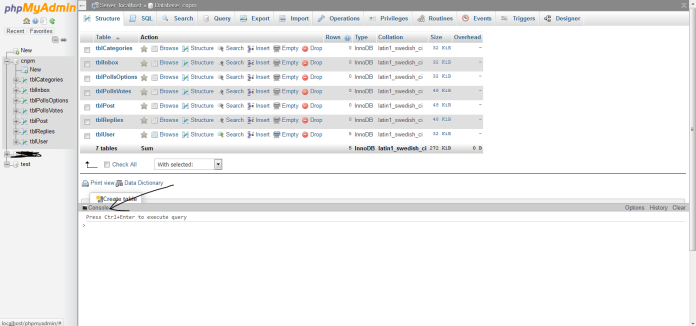 phpMyAdmin
Recent Favorites
New
cnpm
New
tblCategories
tblInbox
tblPollsOptions
tblPollsVotes
tblPost
tblReplies
tblUser
test
Server: localhost » Database: cnpm
Structure SQL Search Query Export Import Operations Privileges Routines Events Triggers Designer
Table Action Rows Type Collation Size Overhead
tblCategories Browse Structure Search Insert Empty Drop 0 InnoDB latin1_swedish_ci 32 KiB -
tblInbox Browse Structure Search Insert Empty Drop 0 InnoDB latin1_swedish_ci 32 KiB -
tblPollsOptions Browse Structure Search Insert Empty Drop 0 InnoDB latin1_swedish_ci 32 KiB -
tblPollsVotes Browse Structure Search Insert Empty Drop 0 InnoDB latin1_swedish_ci 48 KiB -
tblPost Browse Structure Search Insert Empty Drop 0 InnoDB latin1_swedish_ci 48 KiB -
tblReplies Browse Structure Search Insert Empty Drop 0 InnoDB latin1_swedish_ci 48 KiB -
tblUser Browse Structure Search Insert Empty Drop InnoDB latin1_swedish_ci 32 KiB -
7 tables Sum InnoDB latin1_swedish_ci 272 KiB 0 B
Check All With selected:
Print view Data Dictionary
Create table
Console Options History Clear
Press Ctrl+Enter to execute query
>
localhost/phpmyadmin/#